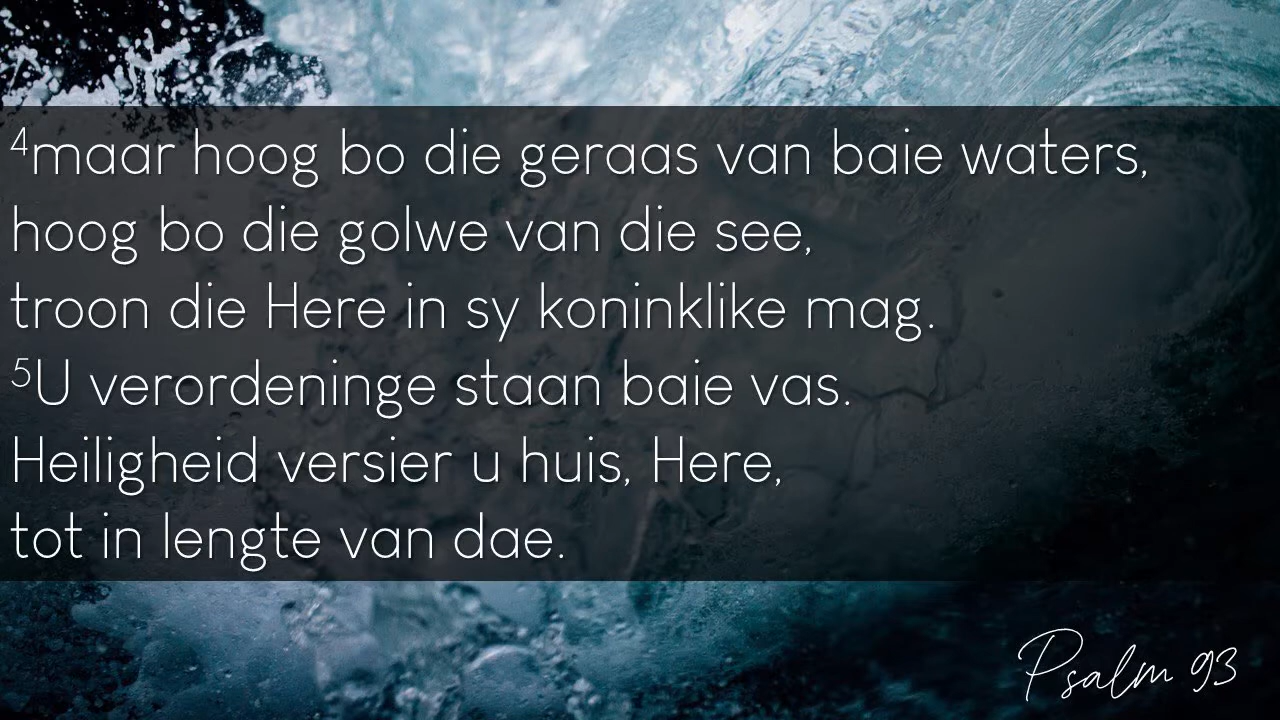 ⁴maar hoog bo die geraas van baie waters,
hoog bo die golwe van die see,
troon die Here in sy koninklike mag.
⁵U verordeninge staan baie vas.
Heiligheid versier u huis, Here,
tot in lengte van dae.
Psalm 93